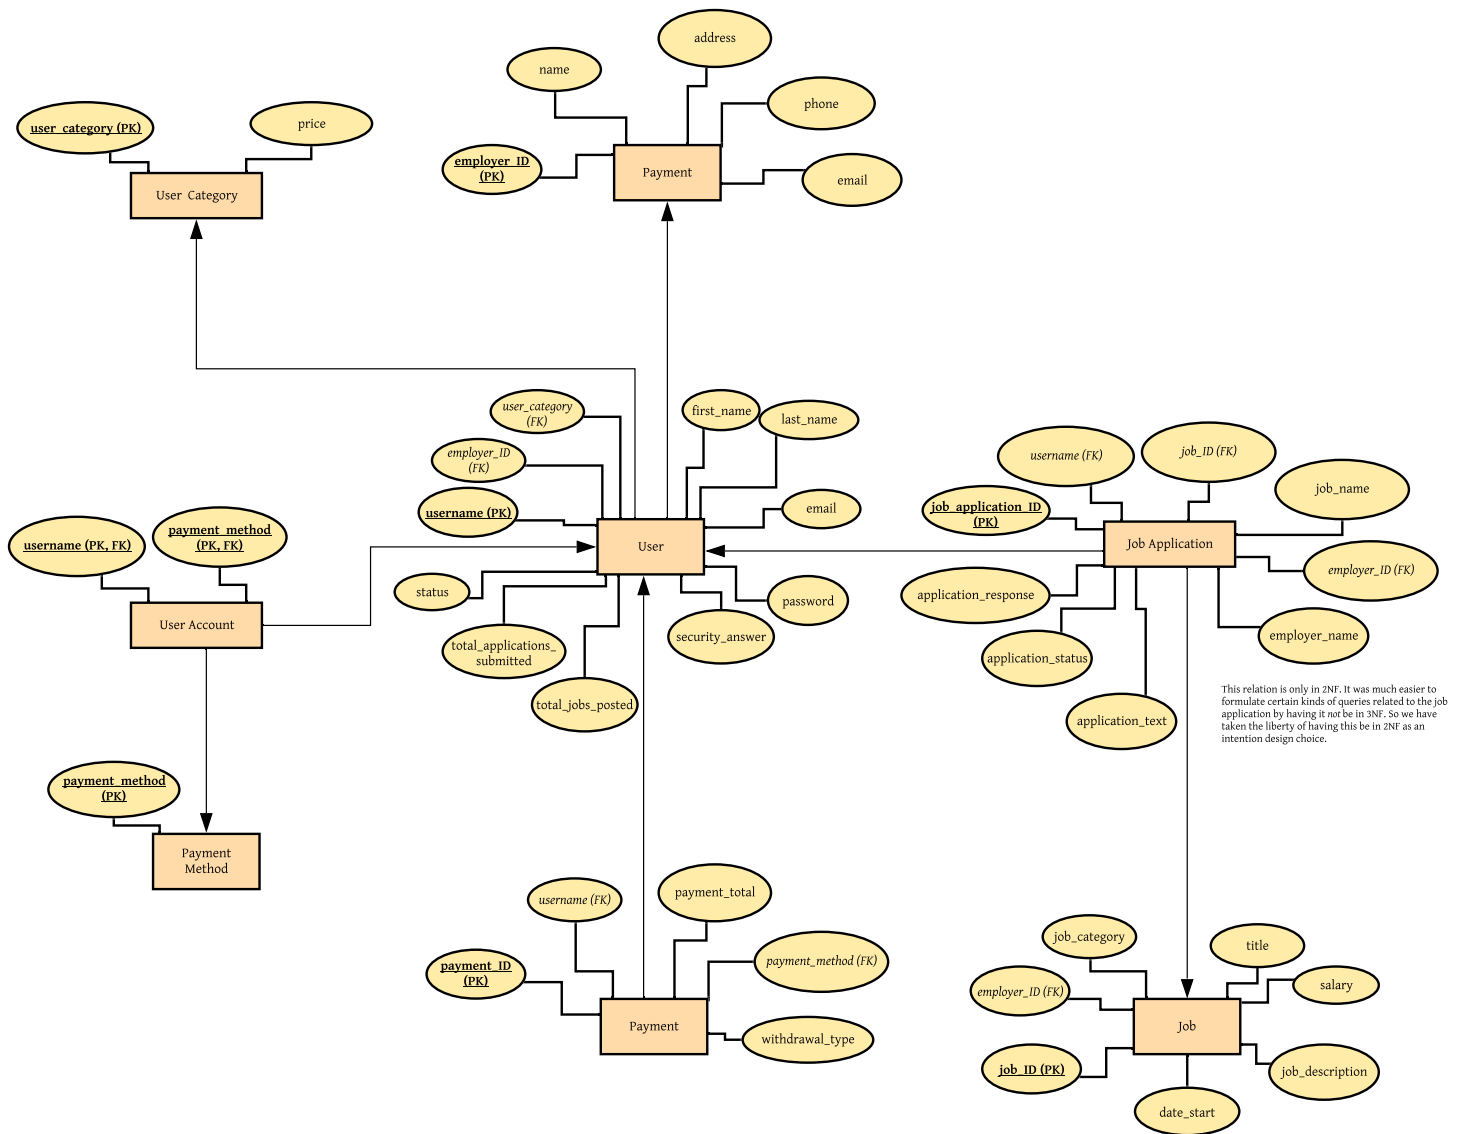 address
name
phone
user_category (PK)
price
employer_ID
(PK)
Payment
email
User Category
user_category
(FK)
first_name
last_name
employer_ID
(FK)
username (PK)
email
User
status
password
total_applications_
submitted
security_answer
total_jobs_posted
username (FK)
job_ID (FK)
job_name
job_application_ID
(PK)
Job Application
employer_ID (FK)
application_response
employer_name
application_status
application_text
This relation is only in 2NF. It was much easier to
formulate certain kinds of queries related to the job
application by having it not be in 3NF. So we have
taken the liberty of having this be in 2NF as an
intention design choice.
username (PK, FK)
payment_method
(PK, FK)
User Account
payment_method
(PK)
Payment
Method
username (FK)
payment_total
payment_ID
(PK)
payment_method (FK)
Payment
withdrawal_type
job_category
title
employer_ID (FK)
salary
Job
job_ID (PK)
job_description
date_start